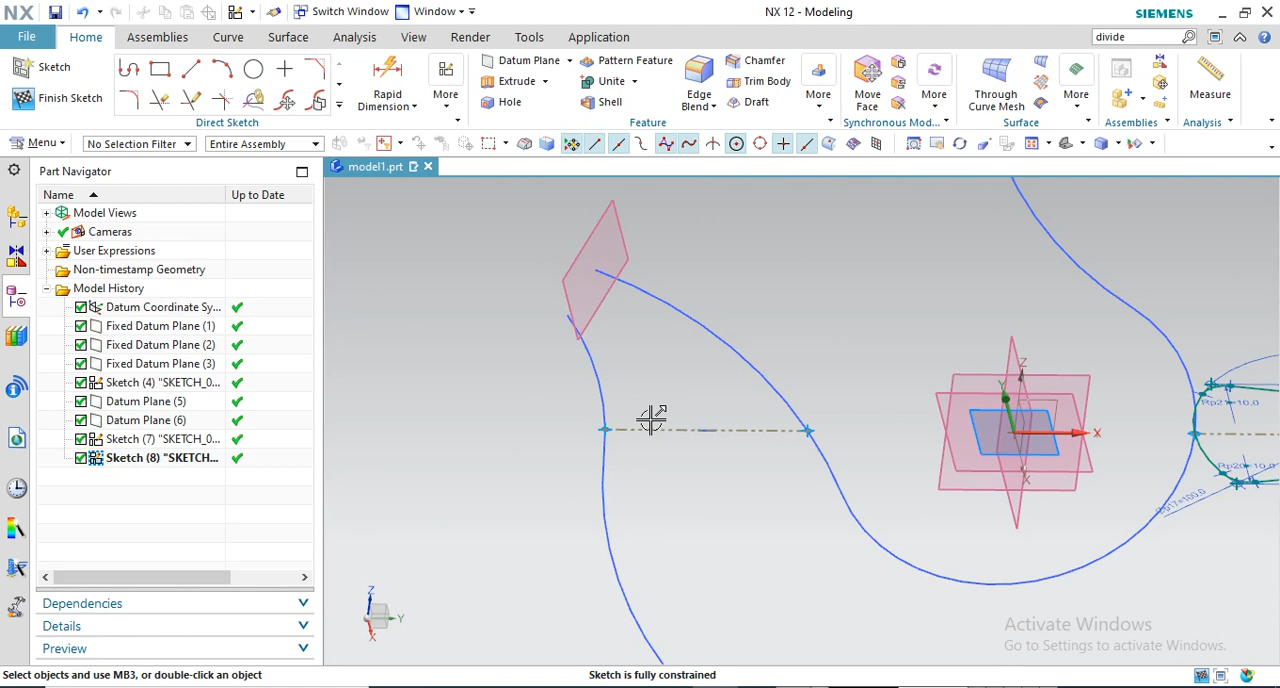 NX Switch Window Window NX 12 - Modeling SIEMENS
File Home Assemblies Curve Surface Analysis View Render Tools Application divide
Sketch
Finish Sketch
Rapid Dimension
More
Direct Sketch
Datum Plane Pattern Feature
Extrude Unite
Hole Shell
Edge Blend
Chamfer
Trim Body
Draft
More
Feature
Move Face
More
Synchronous Mod...
Through Curve Mesh
More
Surface
Assemblies
Measure
Analysis
Menu No Selection Filter Entire Assembly
Part Navigator
model1.prt
Name Up to Date
Model Views
Cameras
User Expressions
Non-timestamp Geometry
Model History
Datum Coordinate Sy...
Fixed Datum Plane (1)
Fixed Datum Plane (2)
Fixed Datum Plane (3)
Sketch (4) "SKETCH_0...
Datum Plane (5)
Datum Plane (6)
Sketch (7) "SKETCH_0...
Sketch (8) "SKETCH...
Dependencies
Details
Preview
Z
Y
X
Rp21=10.0
Rp20=10.0
Z
Y
X
Activate Windows
Go to Settings to activate Windows.
Select objects and use MB3, or double-click an object Sketch is fully constrained